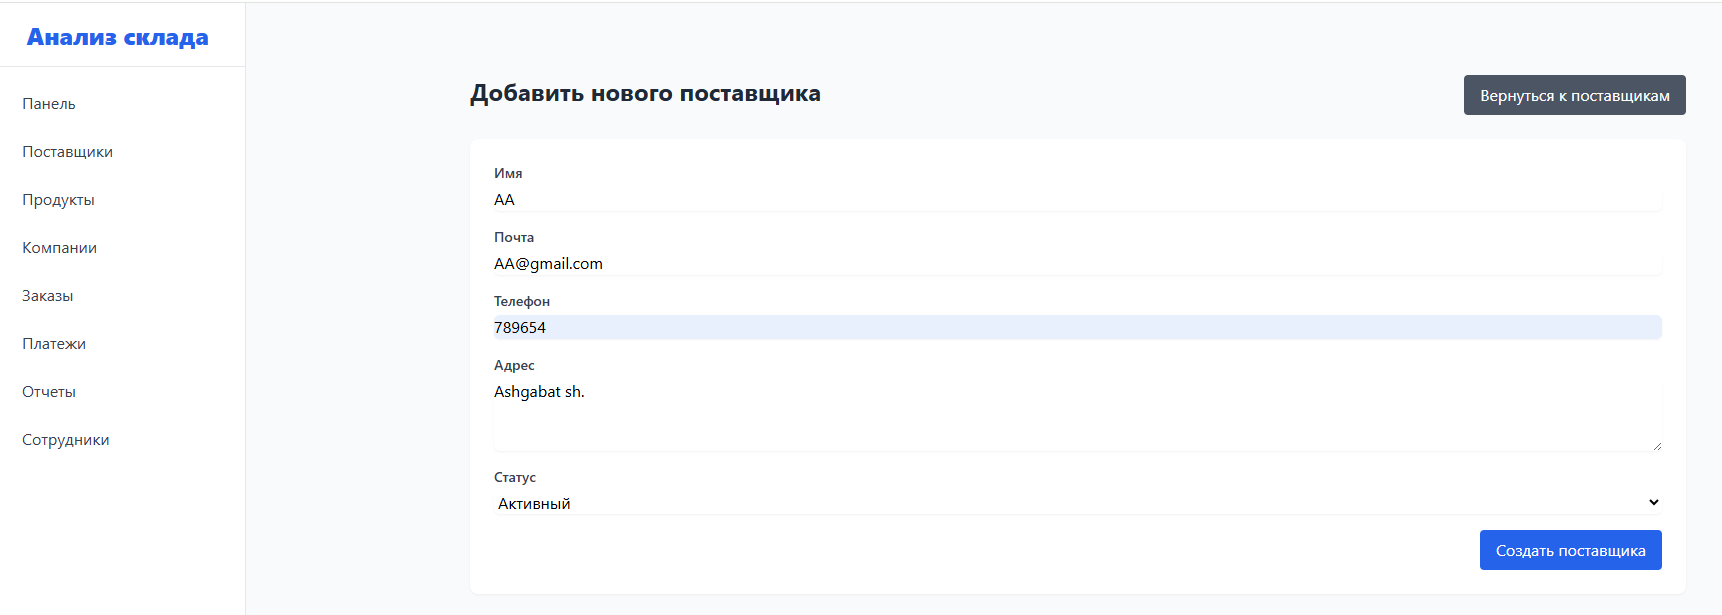 Анализ склада
Панель
Поставщики
Продукты
Компании
Заказы
Платежи
Отчеты
Сотрудники
Добавить нового поставщика
Вернуться к поставщикам
Имя
AA
Почта
AA@gmail.com
Телефон
789654
Адрес
Ashgabat sh.
Статус
Активный
Создать поставщика